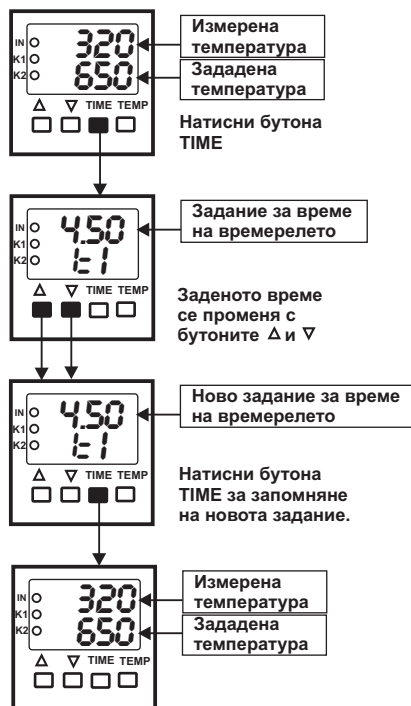 IN
K1
K2
320
650
Δ ∇ TIME TEMP
Измерена
температура
Зададена
температура
Натисни бутона
TIME
IN
K1
K2
4.50
t1
Δ ∇ TIME TEMP
Задание за време
на времерелето
Заденото време
се променя с
бутоните Δ и ∇
IN
K1
K2
4.50
t1
Δ ∇ TIME TEMP
Ново задание за време
на времерелето
Натисни бутона
TIME за запомняне
на новота задание.
IN
K1
K2
320
650
Δ ∇ TIME TEMP
Измерена
температура
Зададена
температура